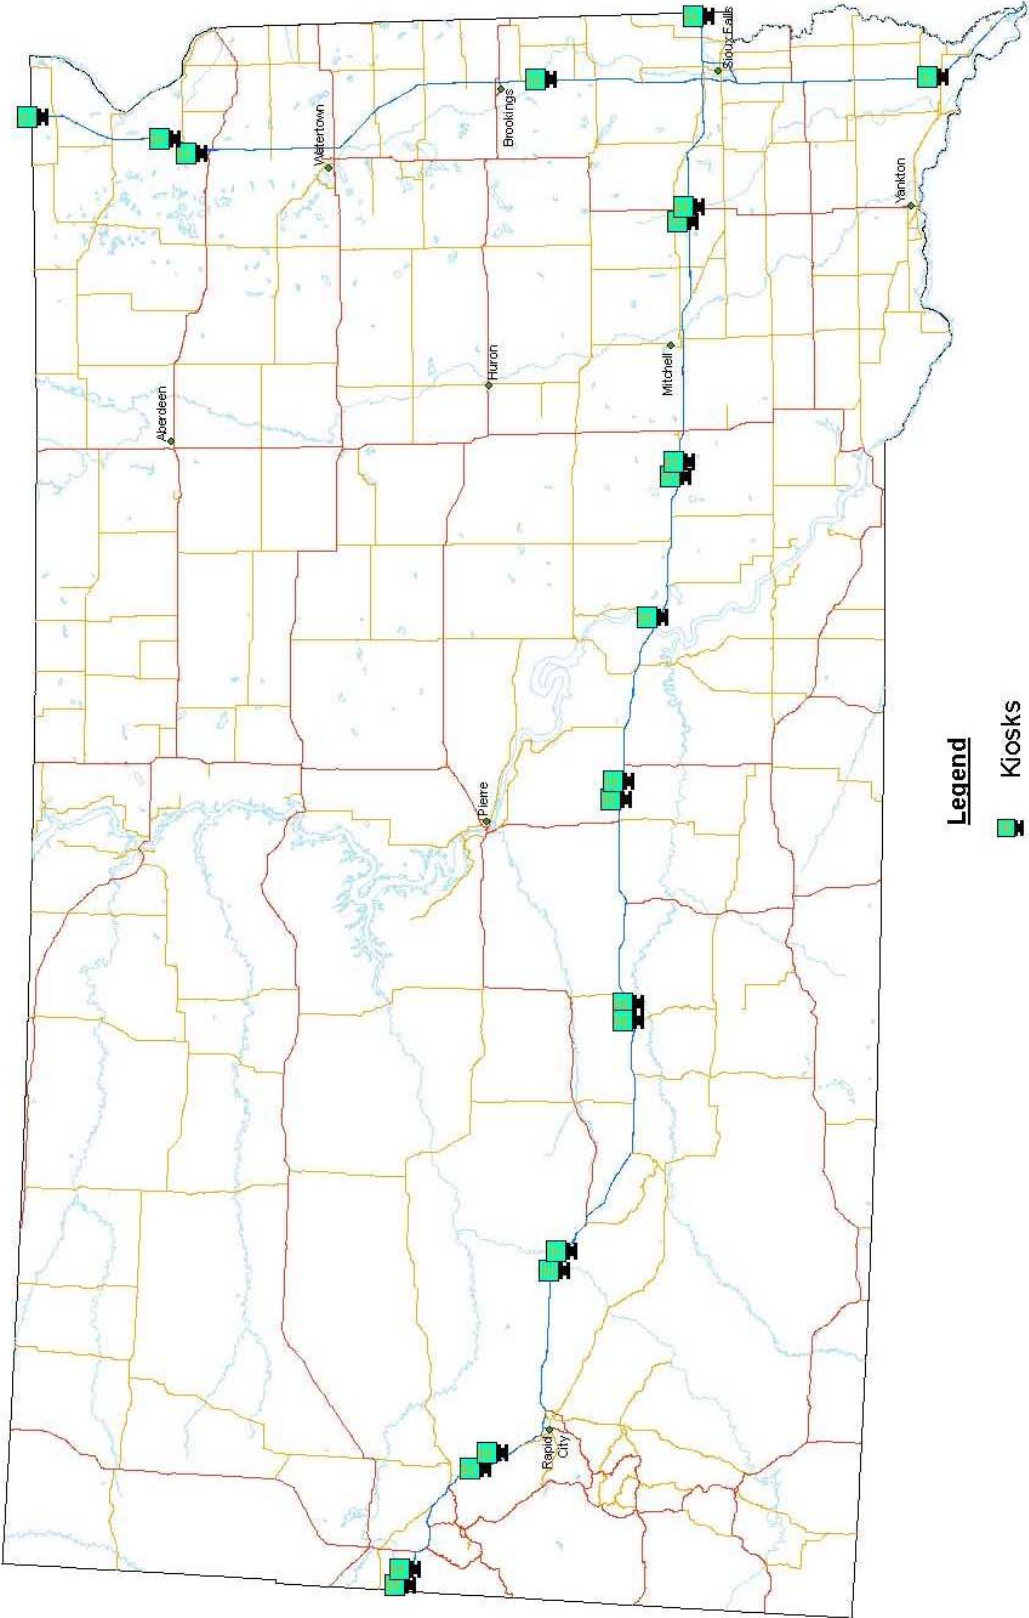 Aberdeen
Watertown
Brookings
Huron
Pierre
Mitchell
Sioux Falls
Yankton
Rapid
City
Legend
Kiosks